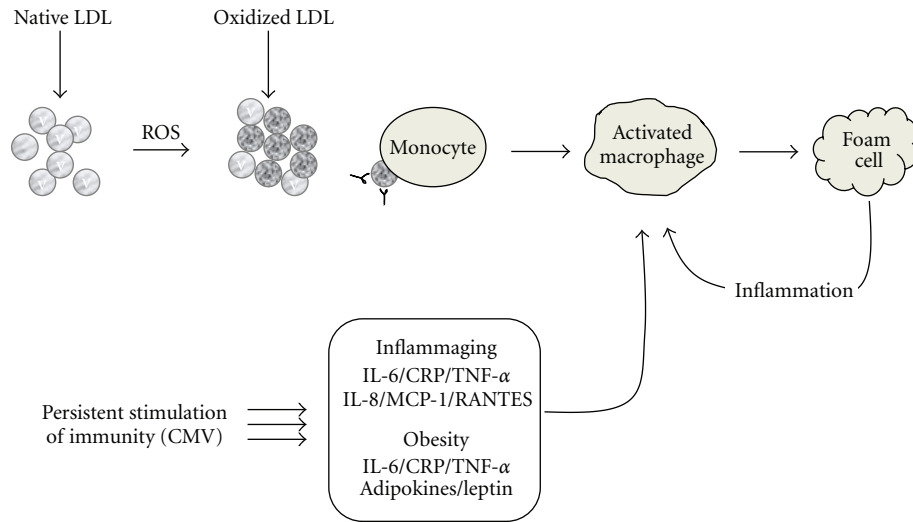 Native LDL
Oxidized LDL
ROS
Monocyte
Activated
macrophage
Foam
cell
Inflammation
Inflammaging
IL-6/CRP/TNF-α
IL-8/MCP-1/RANTES
Persistent stimulation
of immunity (CMV)
Obesity
IL-6/CRP/TNF-α
Adipokines/leptin